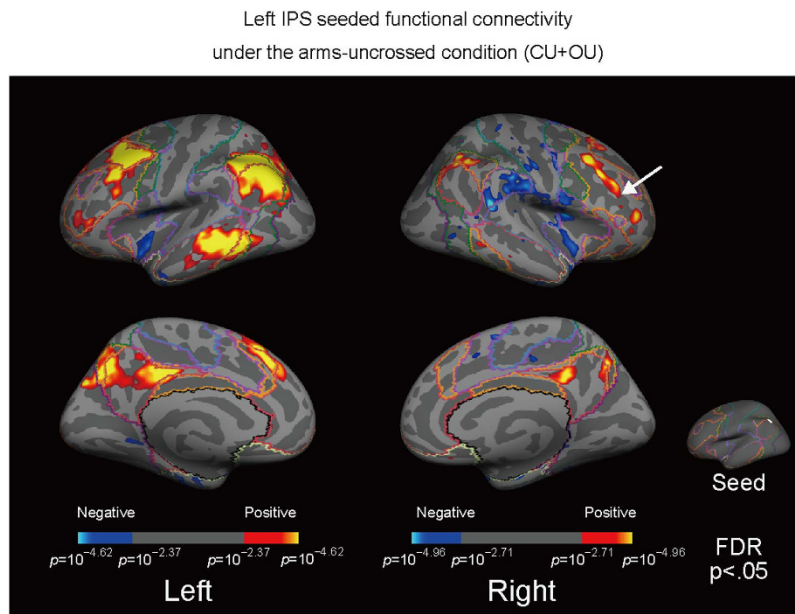 Left IPS seeded functional connectivity
under the arms-uncrossed condition (CU+OU)
Seed
Negative Positive
p=10^-4.62 p=10^-2.37 p=10^-2.37 p=10^-4.62
Left
Negative Positive
p=10^-4.96 p=10^-2.71 p=10^-2.71 p=10^-4.96
Right
FDR
p<.05